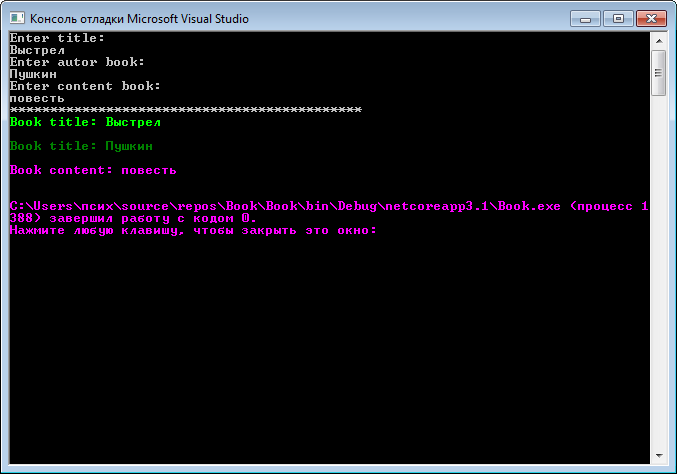 Консоль отладки Microsoft Visual Studio
Enter title:
Выстрел
Enter autor book:
Пушкин
Enter content book:
повесть
********************************************
Book title: Выстрел
Book title: Пушкин
Book content: повесть
C:\Users\псих\source\repos\Book\Book\bin\Debug\netcoreapp3.1\Book.exe (процесс 1
388) завершил работу с кодом 0.
Нажмите любую клавишу, чтобы закрыть это окно: